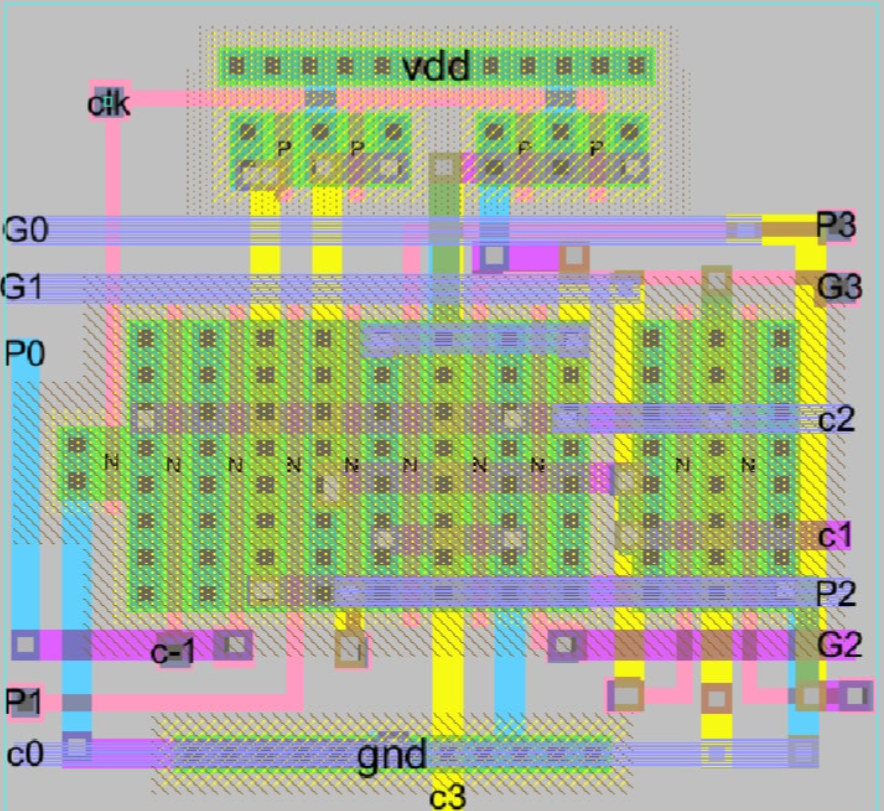 vdd
clk
P P P P
G0 P3
G1 G3
P0
c2
N N N N N N N N N N
c1
P2
c-1 G2
P1
c0 gnd
c3